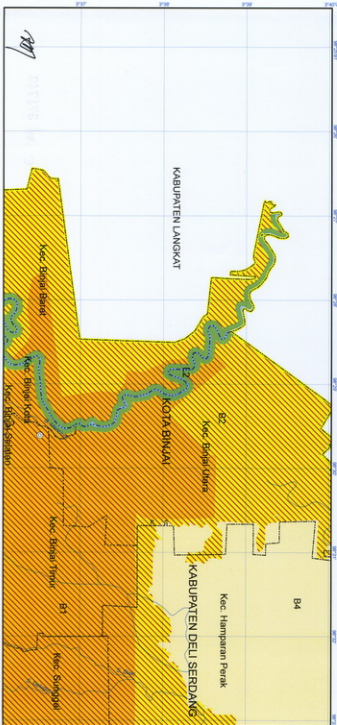 KABUPATEN LANGKAT
Kec. Binjai Barat
Kec. Binjai Kota
Kec. Binjai Selatan
E2
KOTA BINJAI
B2
Kec. Binjai Utara
Kec. Binjai Timur
B1
Kec. Sunggal
KABUPATEN DELI SERDANG
Kec. Hamparan Perak
B4